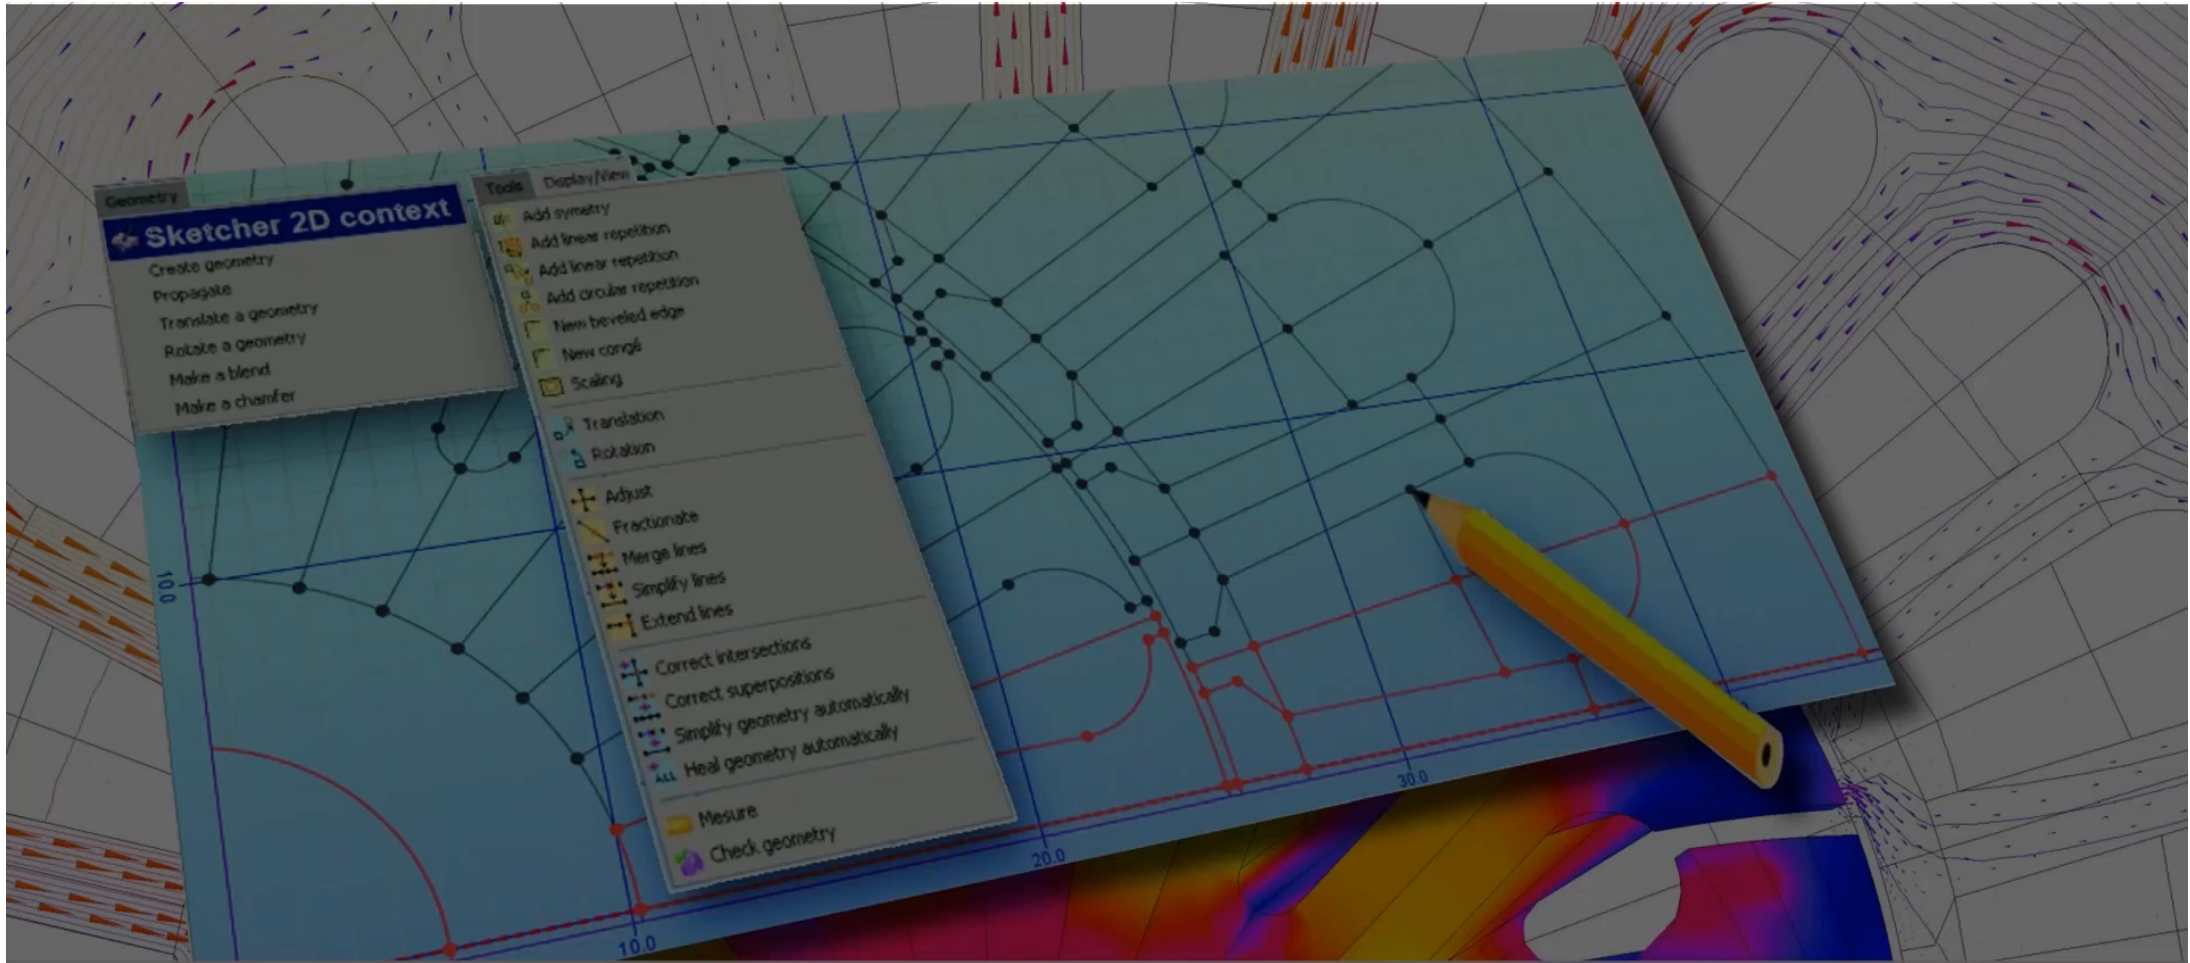 Geometry
Sketcher 2D context
Create geometry
Propagate
Translate a geometry
Rotate a geometry
Make a blend
Make a chamfer
Tools Display/View
Add symetry
Add linear repetition
Add linear repetition
Add circular repetition
New beveled edge
New congé
Scaling
Translation
Rotation
Adjust
Fractionate
Merge lines
Simplify lines
Extend lines
Correct intersections
Correct superpositions
Simplify geometry automatically
ALL Heal geometry automatically
Mesure
Check geometry
10.0
10.0
20.0
30.0